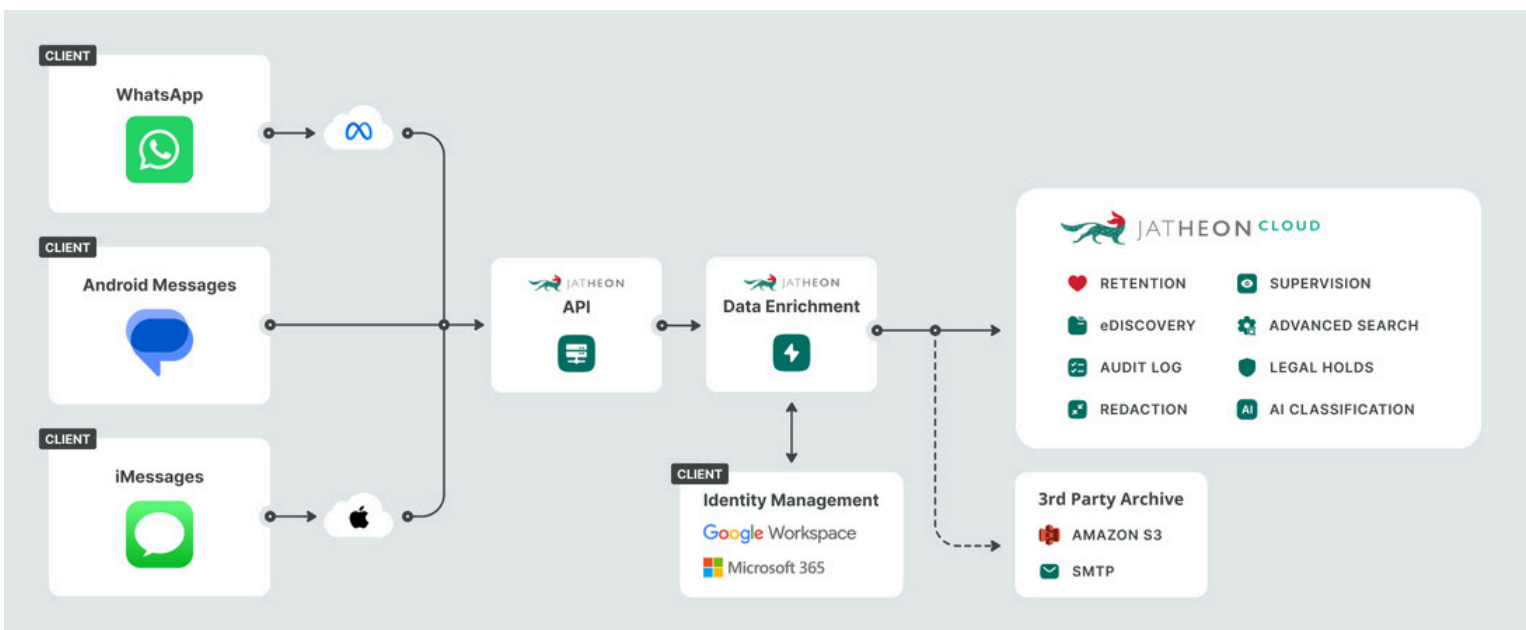 CLIENT
WhatsApp
CLIENT
Android Messages
CLIENT
iMessages
JATHEON
API
JATHEON
Data Enrichment
CLIENT
Identity Management
Google Workspace
Microsoft 365
JATHEON CLOUD
RETENTION
SUPERVISION
eDISCOVERY
ADVANCED SEARCH
AUDIT LOG
LEGAL HOLDS
REDACTION
AI
AI CLASSIFICATION
3rd Party Archive
AMAZON S3
SMTP